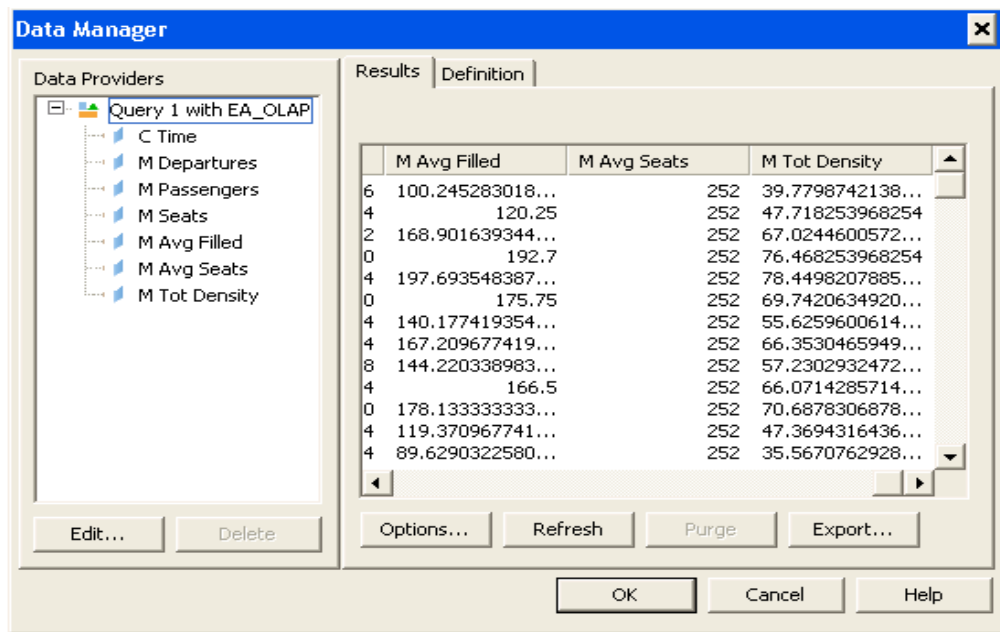 Data Manager
Data Providers
Query 1 with EA_OLAP
C Time
M Departures
M Passengers
M Seats
M Avg Filled
M Avg Seats
M Tot Density
Edit...
Delete
Results
Definition
M Avg Filled M Avg Seats M Tot Density
6 100.245283018... 252 39.7798742138...
4 120.25 252 47.718253968254
2 168.901639344... 252 67.0244600572...
0 192.7 252 76.468253968254
4 197.693548387... 252 78.4498207885...
0 175.75 252 69.7420634920...
4 140.177419354... 252 55.6259600614...
4 167.209677419... 252 66.3530465949...
8 144.220338983... 252 57.2302932472...
4 166.5 252 66.0714285714...
0 178.133333333... 252 70.6878306878...
4 119.370967741... 252 47.3694316436...
4 89.6290322580... 252 35.5670762928...
Options...
Refresh
Purge
Export...
OK
Cancel
Help